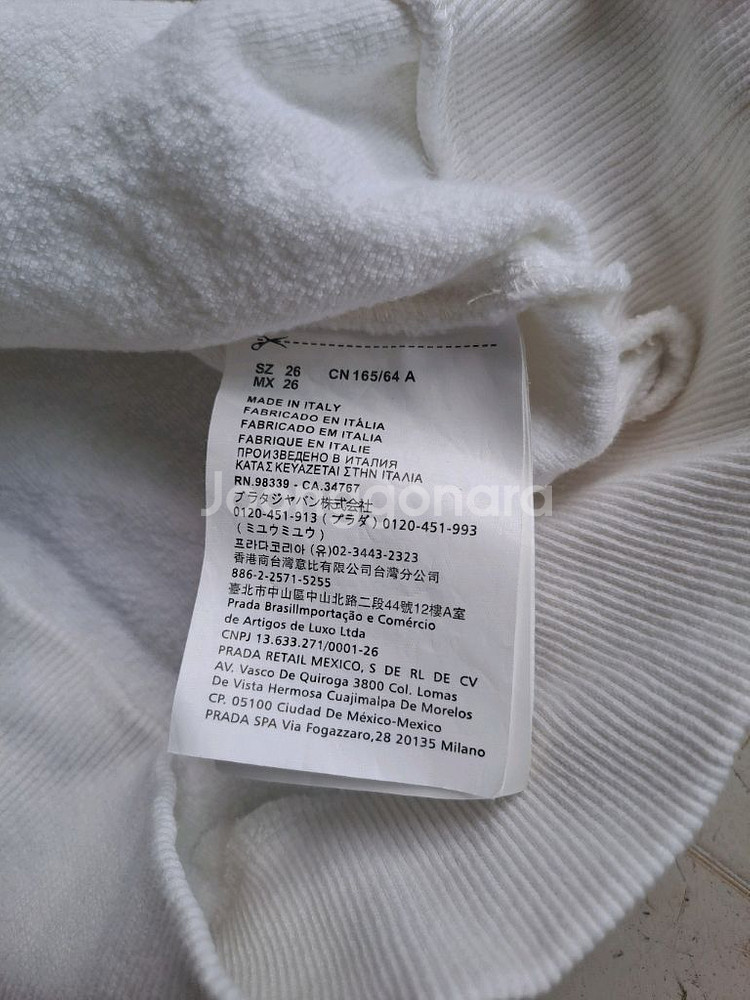 SZ 26 CN 165/64 A
MX 26
MADE IN ITALY
FABRICADO EN ITÁLIA
FABRICADO EM ITALIA
FABRIQUE EN ITALIE
ПРОИЗВЕДЕНО В ИТАЛИЯ
ΚΑΤΑΣΚΕΥΑΖΕΤΑΙ ΣΤΗΝ ΙΤΑΛΙΑ
RN.98339 - CA.34767
プラダジャパン株式会社
0120-451-913 (プラダ) 0120-451-993
(ミユウミユウ)
프라다코리아 (유)02-3443-2323
香港商台灣意比有限公司台灣分公司
886-2-2571-5255
臺北市中山區中山北路二段44號12樓A室
Prada BrasilImportação e Comércio
de Artigos de Luxo Ltda
CNPJ 13.633.271/0001-26
PRADA RETAIL MEXICO, S DE RL DE CV
AV. Vasco De Quiroga 3800 Col. Lomas
De Vista Hermosa Cuajimalpa De Morelos
CP. 05100 Ciudad De México-Mexico
PRADA SPA Via Fogazzaro,28 20135 Milano